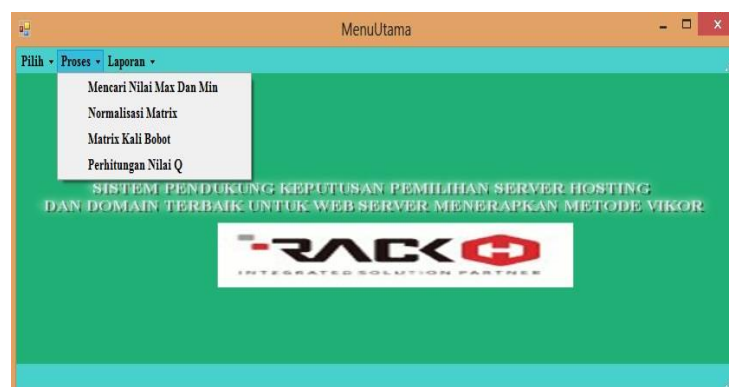 MenuUtama
Pilih Proses Laporan
Mencari Nilai Max Dan Min
Normalisasi Matrix
Matrix Kali Bobot
Perhitungan Nilai Q
SISTEM PENDUKUNG KEPUTUSAN PEMILIHAN SERVER HOSTING
DAN DOMAIN TERBAIK UNTUK WEB SERVER MENERAPKAN METODE VIKOR
RACKH
INTEGRATED SOLUTION PARTNER